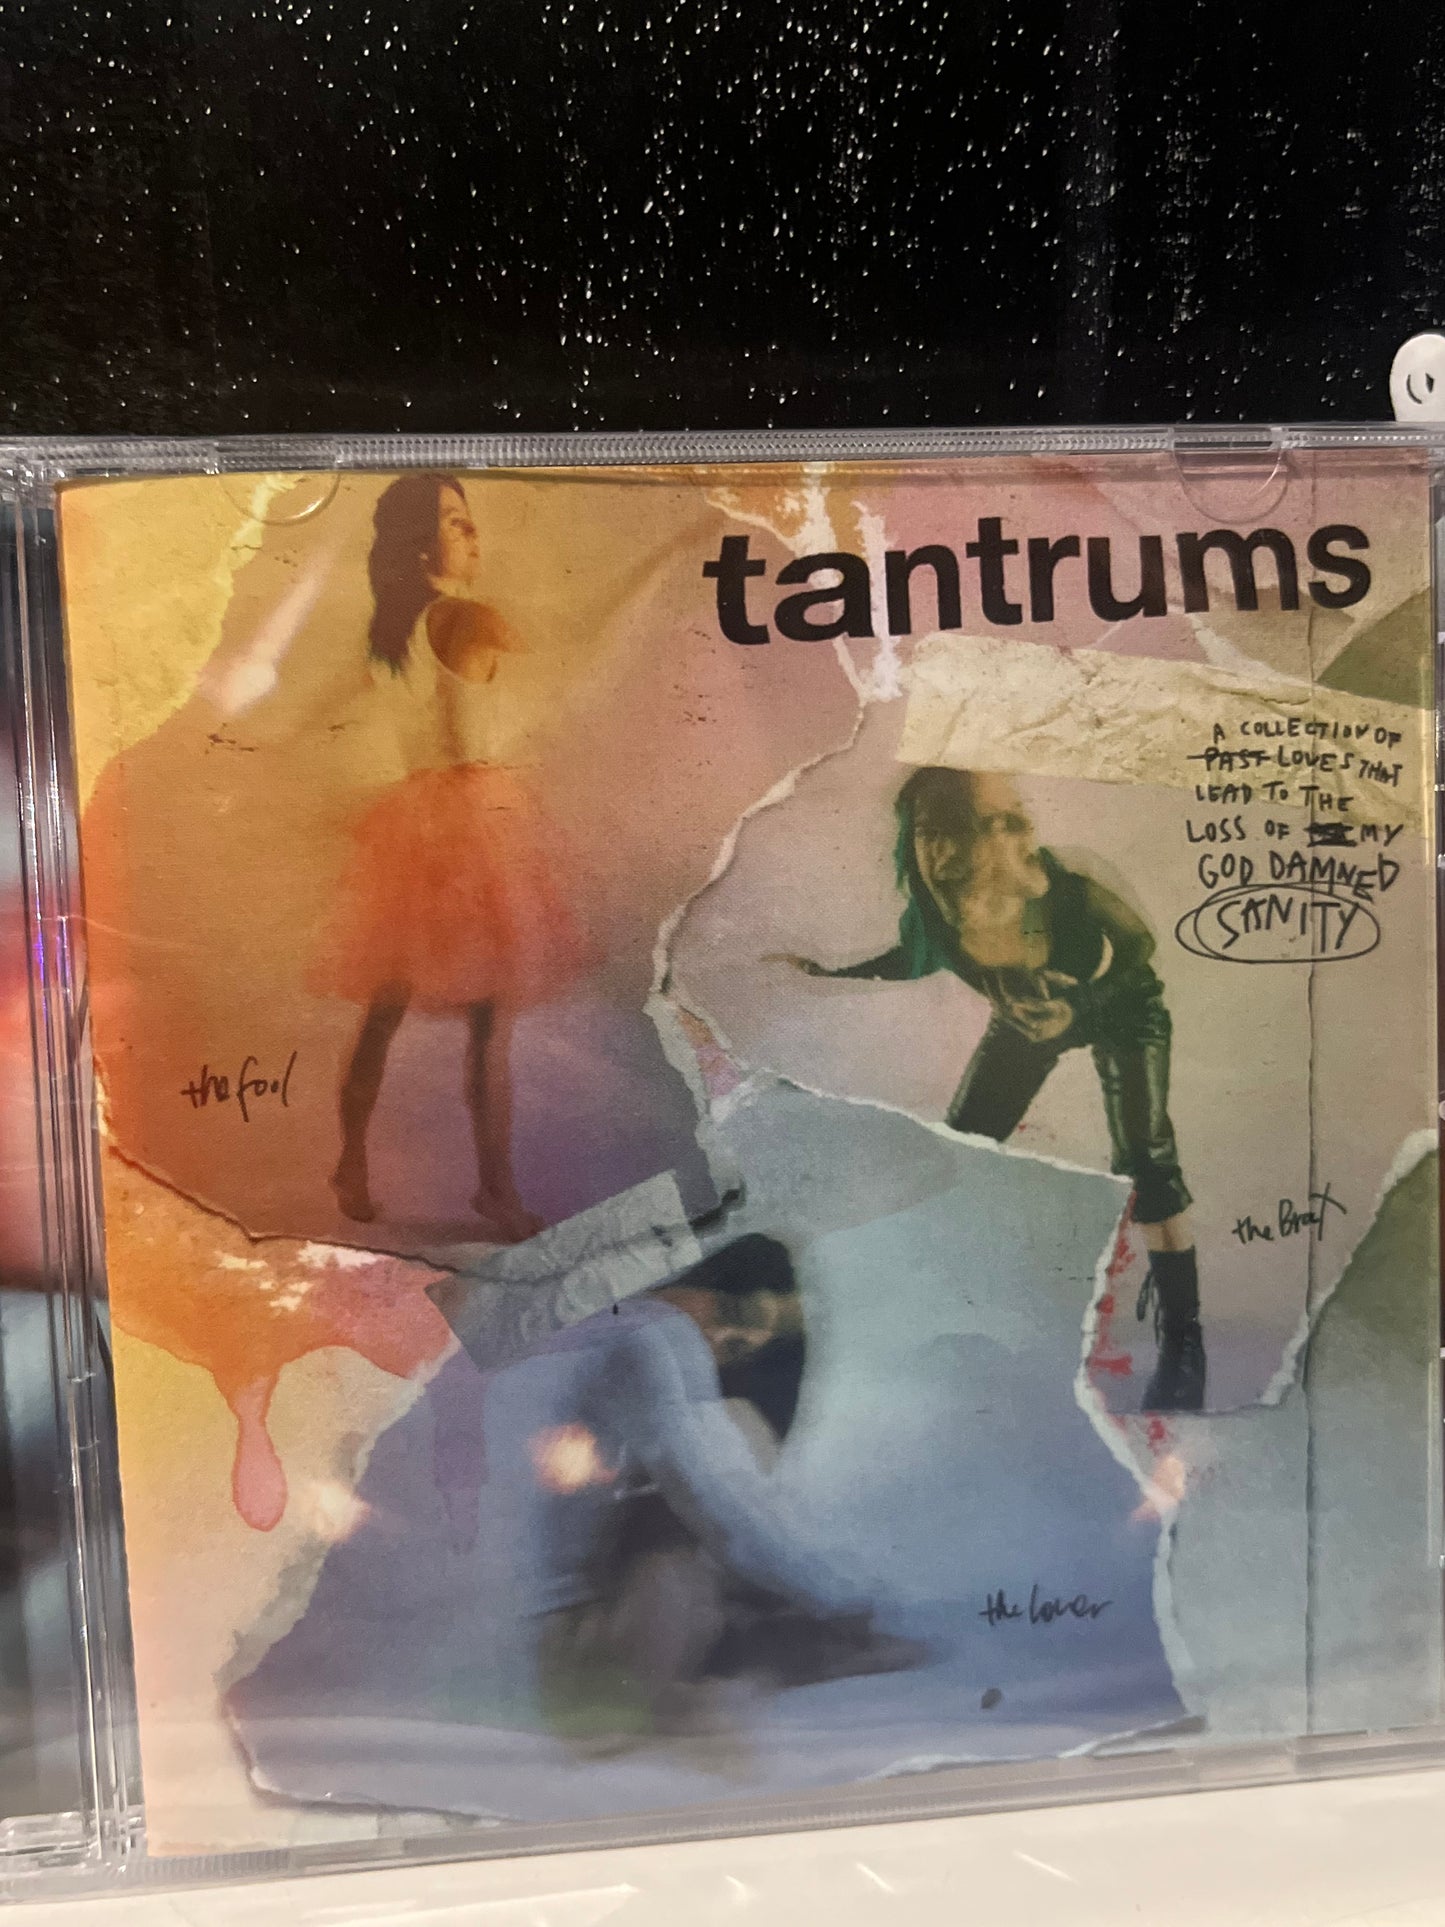 tantrums
A COLLECTION OF
PAST LOVES THAT
LEAD TO THE
LOSS OF MY
GOD DAMNED
SANITY
the fool
the Brat
the lover